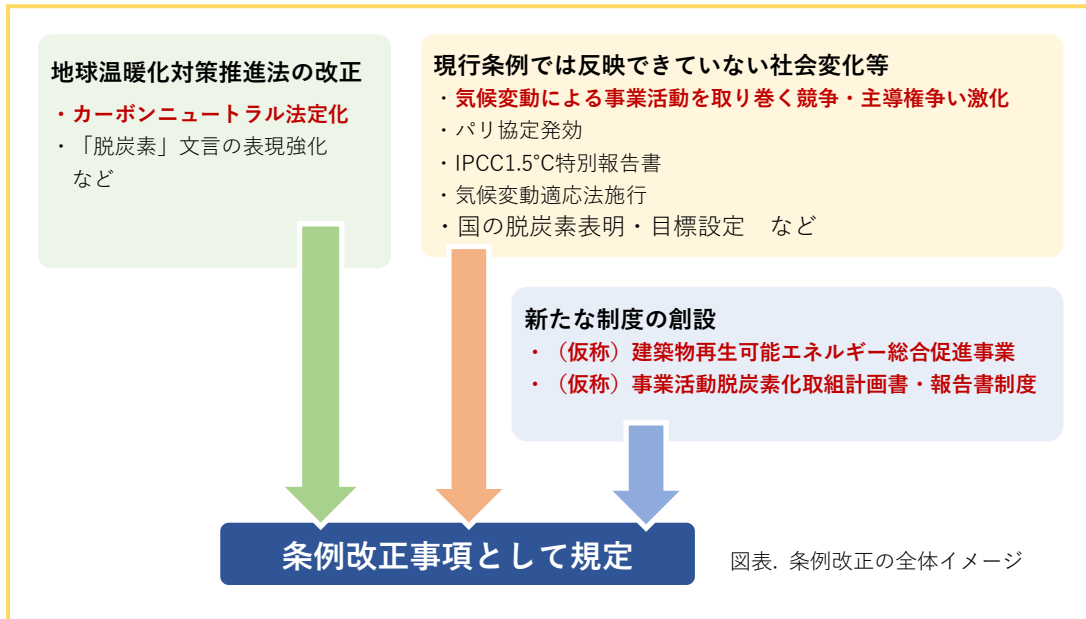 地球温暖化対策推進法の改正
・カーボンニュートラル法定化
・「脱炭素」文言の表現強化
など
現行条例では反映できていない社会変化等
・気候変動による事業活動を取り巻く競争・主導権争い激化
・パリ協定発効
・IPCC1.5℃特別報告書
・気候変動適応法施行
・国の脱炭素表明・目標設定　など
新たな制度の創設
・（仮称）建築物再生可能エネルギー総合促進事業
・（仮称）事業活動脱炭素化取組計画書・報告書制度
条例改正事項として規定
図表. 条例改正の全体イメージ